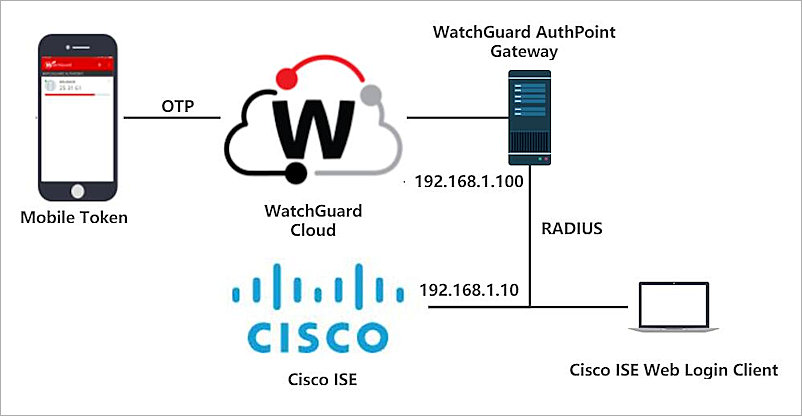 WatchGuard AuthPoint
Gateway
OTP
W
192.168.1.100
Mobile Token
WatchGuard
Cloud
RADIUS
192.168.1.10
CISCO
Cisco ISE
Cisco ISE Web Login Client